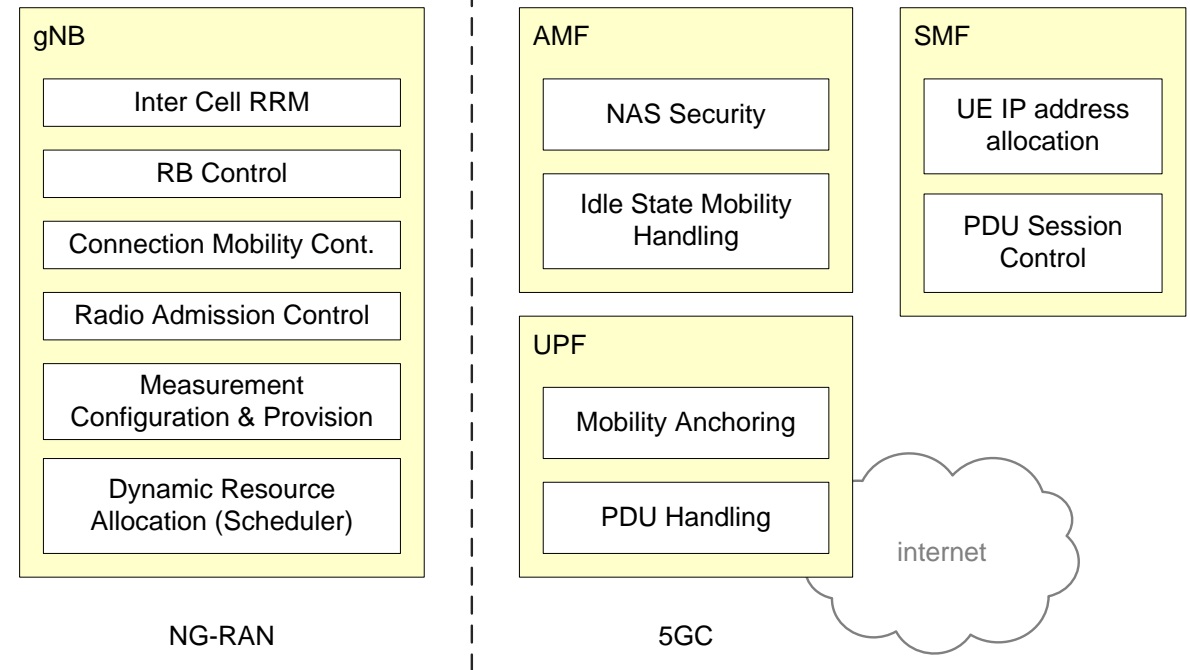 gNB
Inter Cell RRM
RB Control
Connection Mobility Cont.
Radio Admission Control
Measurement
Configuration & Provision
Dynamic Resource
Allocation (Scheduler)
NG-RAN
AMF
NAS Security
Idle State Mobility
Handling
SMF
UE IP address
allocation
PDU Session
Control
UPF
Mobility Anchoring
PDU Handling
internet
5GC